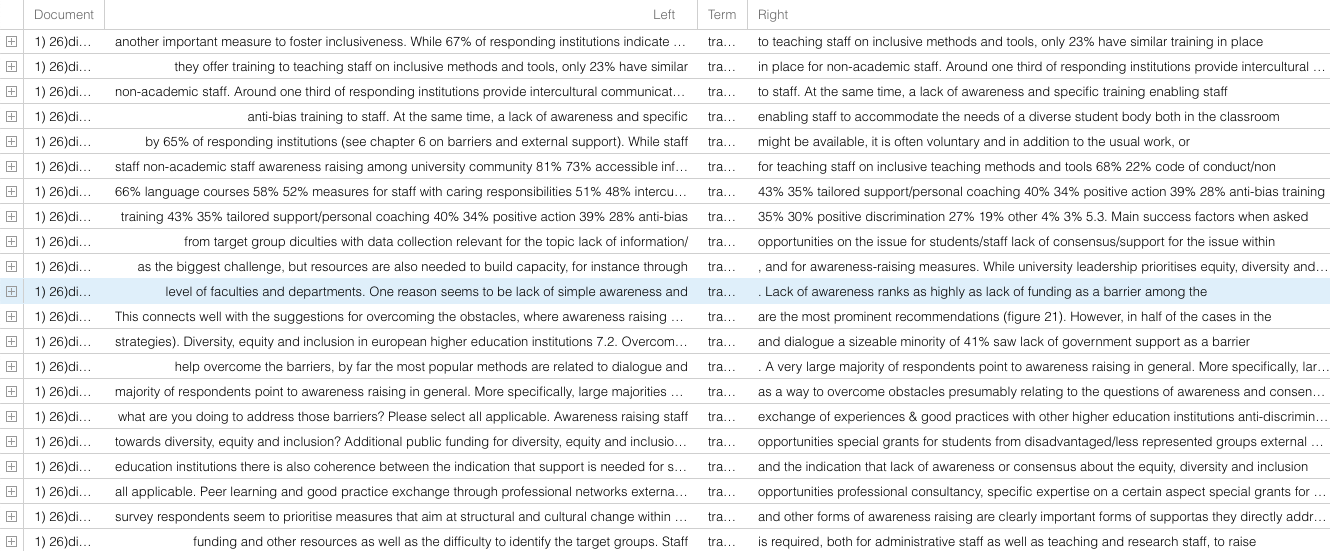 Document Left Term Right
1) 26)di… another important measure to foster inclusiveness. While 67% of responding institutions indicate … tra… to teaching staff on inclusive methods and tools, only 23% have similar training in place
1) 26)di… they offer training to teaching staff on inclusive methods and tools, only 23% have similar tra… in place for non-academic staff. Around one third of responding institutions provide intercultural …
1) 26)di… non-academic staff. Around one third of responding institutions provide intercultural communicat… tra… to staff. At the same time, a lack of awareness and specific training enabling staff
1) 26)di… anti-bias training to staff. At the same time, a lack of awareness and specific tra… enabling staff to accommodate the needs of a diverse student body both in the classroom
1) 26)di… by 65% of responding institutions (see chapter 6 on barriers and external support). While staff tra… might be available, it is often voluntary and in addition to the usual work, or
1) 26)di… staff non-academic staff awareness raising among university community 81% 73% accessible inf… tra… for teaching staff on inclusive teaching methods and tools 68% 22% code of conduct/non
1) 26)di… 66% language courses 58% 52% measures for staff with caring responsibilities 51% 48% intercu… tra… 43% 35% tailored support/personal coaching 40% 34% positive action 39% 28% anti-bias training
1) 26)di… training 43% 35% tailored support/personal coaching 40% 34% positive action 39% 28% anti-bias tra… 35% 30% positive discrimination 27% 19% other 4% 3% 5.3. Main success factors when asked
1) 26)di… from target group diculties with data collection relevant for the topic lack of information/ tra… opportunities on the issue for students/staff lack of consensus/support for the issue within
1) 26)di… as the biggest challenge, but resources are also needed to build capacity, for instance through tra… , and for awareness-raising measures. While university leadership prioritises equity, diversity and…
1) 26)di… level of faculties and departments. One reason seems to be lack of simple awareness and tra… . Lack of awareness ranks as highly as lack of funding as a barrier among the
1) 26)di… This connects well with the suggestions for overcoming the obstacles, where awareness raising … tra… are the most prominent recommendations (figure 21). However, in half of the cases in the
1) 26)di… strategies). Diversity, equity and inclusion in european higher education institutions 7.2. Overcom… tra… and dialogue a sizeable minority of 41% saw lack of government support as a barrier
1) 26)di… help overcome the barriers, by far the most popular methods are related to dialogue and tra… . A very large majority of respondents point to awareness raising in general. More specifically, lar…
1) 26)di… majority of respondents point to awareness raising in general. More specifically, large majorities … tra… as a way to overcome obstacles presumably relating to the questions of awareness and consen…
1) 26)di… what are you doing to address those barriers? Please select all applicable. Awareness raising staff tra… exchange of experiences & good practices with other higher education institutions anti-discrimin…
1) 26)di… towards diversity, equity and inclusion? Additional public funding for diversity, equity and inclusio… tra… opportunities special grants for students from disadvantaged/less represented groups external …
1) 26)di… education institutions there is also coherence between the indication that support is needed for s… tra… and the indication that lack of awareness or consensus about the equity, diversity and inclusion
1) 26)di… all applicable. Peer learning and good practice exchange through professional networks externa… tra… opportunities professional consultancy, specific expertise on a certain aspect special grants for …
1) 26)di… survey respondents seem to prioritise measures that aim at structural and cultural change within … tra… and other forms of awareness raising are clearly important forms of supportas they directly addr…
1) 26)di… funding and other resources as well as the difficulty to identify the target groups. Staff tra… is required, both for administrative staff as well as teaching and research staff, to raise